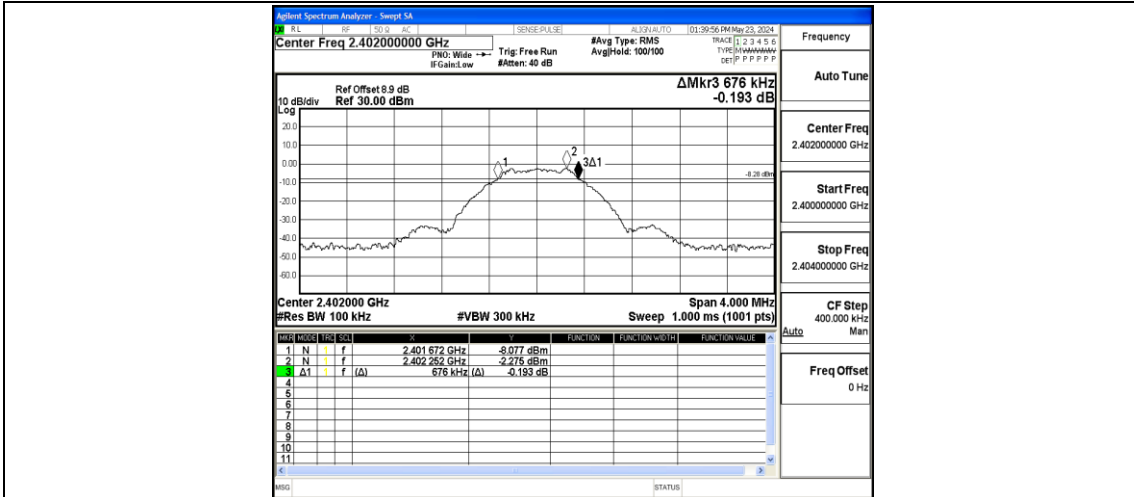 Agilent Spectrum Analyzer - Swept SA
RL RF 50 Ω AC SENSE:PULSE ALIGN AUTO 01:39:56 PM May 23, 2024
Center Freq 2.402000000 GHz #Avg Type: RMS TRACE 1 2 3 4 5 6
PNO: Wide Trig: Free Run Avg|Hold: 100/100 TYPE MWWWWW
IFGain:Low #Atten: 40 dB DET P P P P P P
Ref Offset 8.9 dB ΔMkr3 676 kHz
10 dB/div Ref 30.00 dBm -0.193 dB
Log
20.0
10.0
0.00
-10.0
-20.0
-30.0
-40.0
-50.0
-60.0
1
2
3Δ1
-8.28 dBm
Center 2.402000 GHz Span 4.000 MHz
#Res BW 100 kHz #VBW 300 kHz Sweep 1.000 ms (1001 pts)
MKR MODE TRC SCL X Y FUNCTION FUNCTION WIDTH FUNCTION VALUE
1 N 1 f 2.401 672 GHz -8.077 dBm
2 N 1 f 2.402 252 GHz -2.275 dBm
3 Δ1 1 f (Δ) 676 kHz (Δ) -0.193 dB
4
5
6
7
8
9
10
11
MSG STATUS
Frequency
Auto Tune
Center Freq
2.402000000 GHz
Start Freq
2.400000000 GHz
Stop Freq
2.404000000 GHz
CF Step
400.000 kHz
Auto Man
Freq Offset
0 Hz